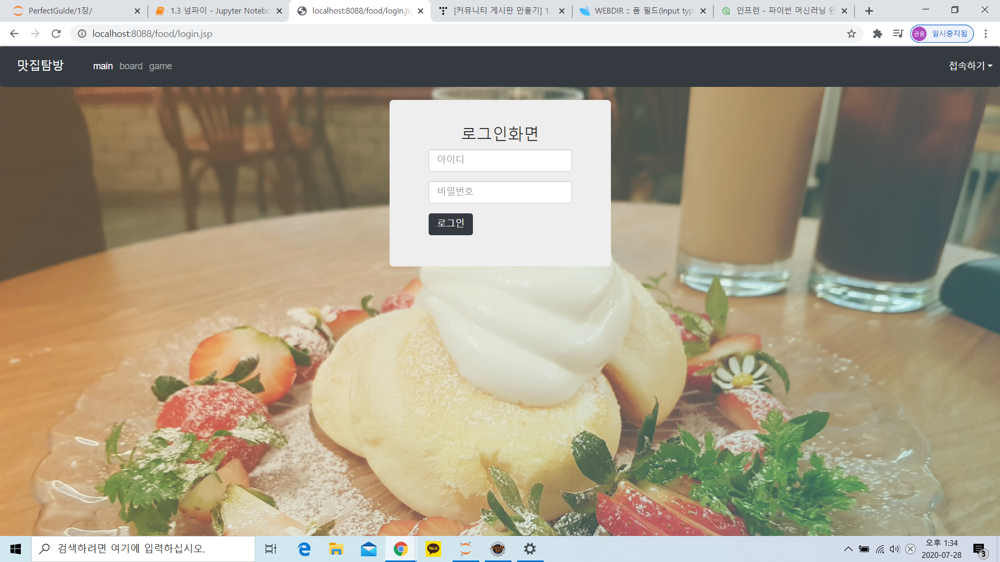 PerfectGuide/1장/
1.3 넘파이 - Jupyter Notebo
localhost:8088/food/login.js
[커뮤니티 게시판 만들기] 1.
WEBDIR :: 폼 필드(input typ
인프런 - 파이썬 머신러닝 완
localhost:8088/food/login.jsp
권용
일시중지됨
맛집탐방
main
board
game
접속하기
로그인화면
아이디
비밀번호
로그인
검색하려면 여기에 입력하십시오.
TALK
오후 1:34
2020-07-28
3